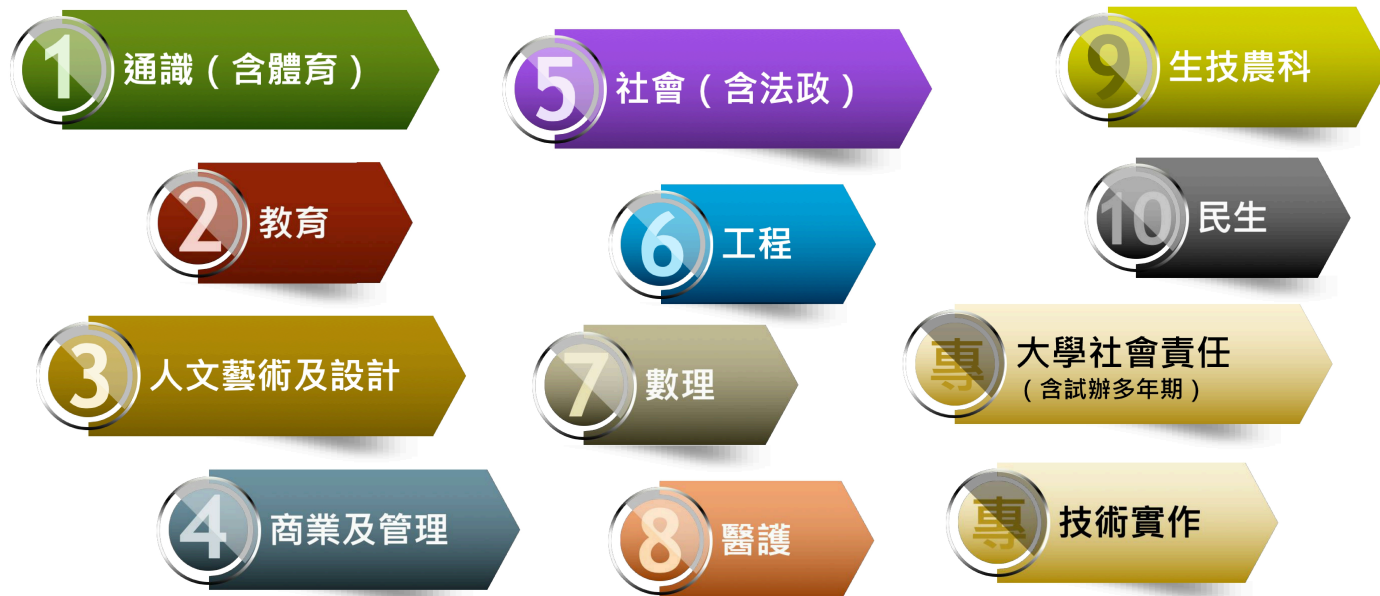 1 通識（含體育）
2 教育
3 人文藝術及設計
4 商業及管理
5 社會（含法政）
6 工程
7 數理
8 醫護
9 生技農科
10 民生
專 大學社會責任
（含試辦多年期）
專 技術實作